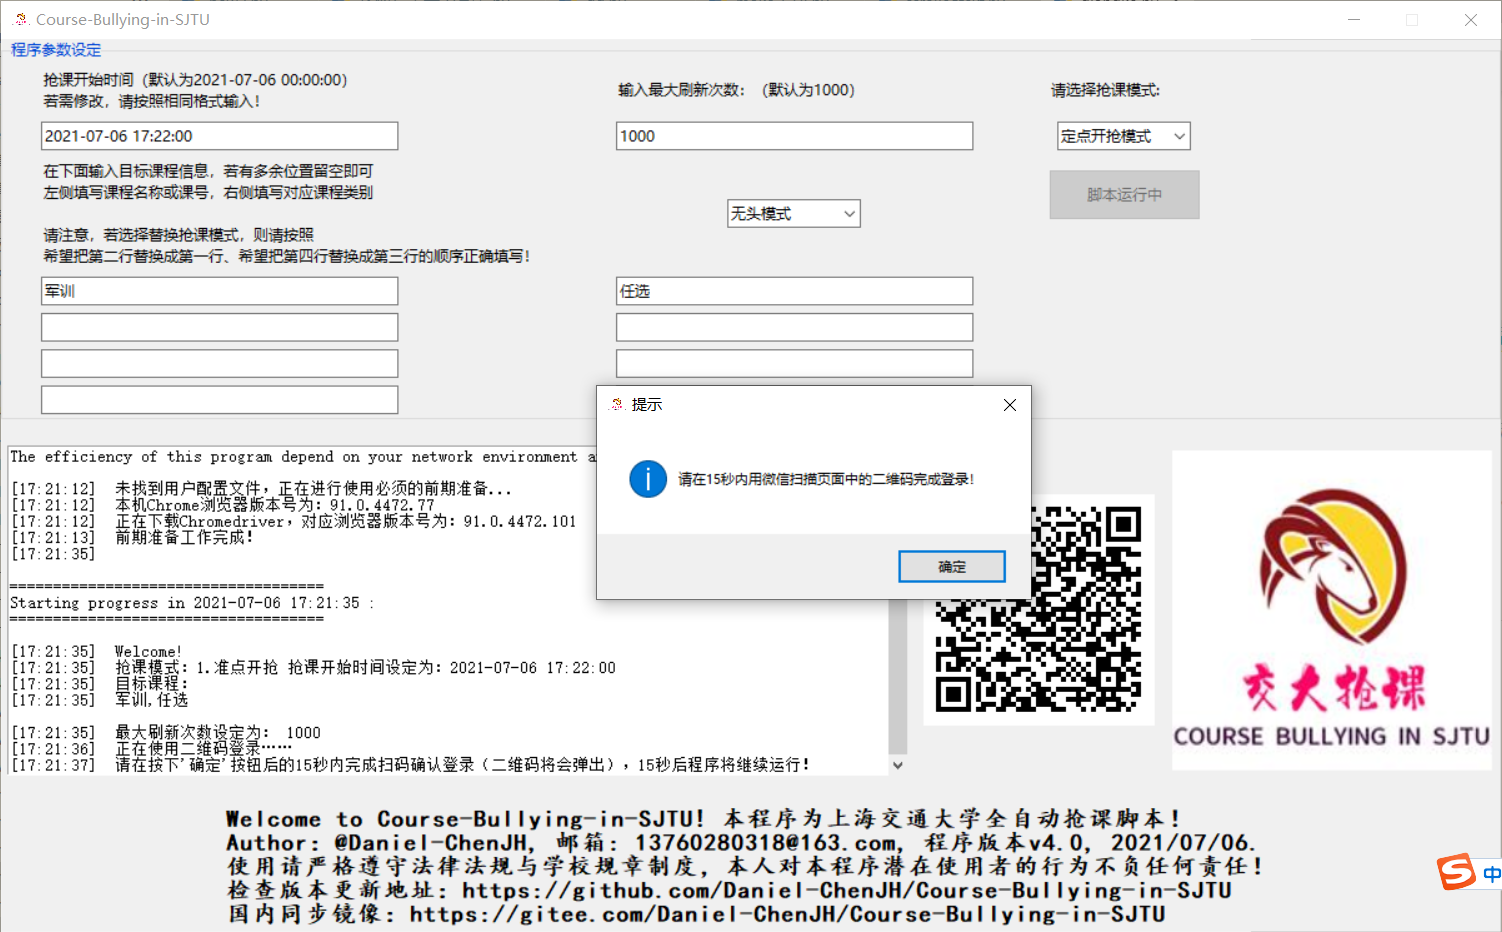 Course-Bullying-in-SJTU
程序参数设定
抢课开始时间（默认为2021-07-06 00:00:00）
若需修改，请按照相同格式输入！
输入最大刷新次数：（默认为1000）
请选择抢课模式:
2021-07-06 17:22:00
1000
定点开抢模式
在下面输入目标课程信息，若有多余位置留空即可
左侧填写课程名称或课号，右侧填写对应课程类别
脚本运行中
无头模式
请注意，若选择替换抢课模式，则请按照
希望把第二行替换成第一行、希望把第四行替换成第三行的顺序正确填写！
军训
任选
提示
请在15秒内用微信扫描页面中的二维码完成登录！
确定
The efficiency of this program depend on your network environment a
[17:21:12] 未找到用户配置文件，正在进行使用必须的前期准备...
[17:21:12] 本机Chrome浏览器版本号为：91.0.4472.77
[17:21:12] 正在下载Chromedriver，对应浏览器版本号为：91.0.4472.101
[17:21:13] 前期准备工作完成！
[17:21:35]
===================================
Starting progress in 2021-07-06 17:21:35 :
===================================
[17:21:35] Welcome!
[17:21:35] 抢课模式：1.准点开抢 抢课开始时间设定为：2021-07-06 17:22:00
[17:21:35] 目标课程：
[17:21:35] 军训,任选
[17:21:35] 最大刷新次数设定为： 1000
[17:21:36] 正在使用二维码登录……
[17:21:37] 请在按下'确定'按钮后的15秒内完成扫码确认登录（二维码将会弹出），15秒后程序将继续运行！
交大抢课
COURSE BULLYING IN SJTU
Welcome to Course-Bullying-in-SJTU! 本程序为上海交通大学全自动抢课脚本！
Author: @Daniel-ChenJH, 邮箱: 13760280318@163.com, 程序版本v4.0, 2021/07/06.
使用请严格遵守法律法规与学校规章制度, 本人对本程序潜在使用者的行为不负任何责任！
检查版本更新地址: https://github.com/Daniel-ChenJH/Course-Bullying-in-SJTU
国内同步镜像: https://gitee.com/Daniel-ChenJH/Course-Bullying-in-SJTU
S中